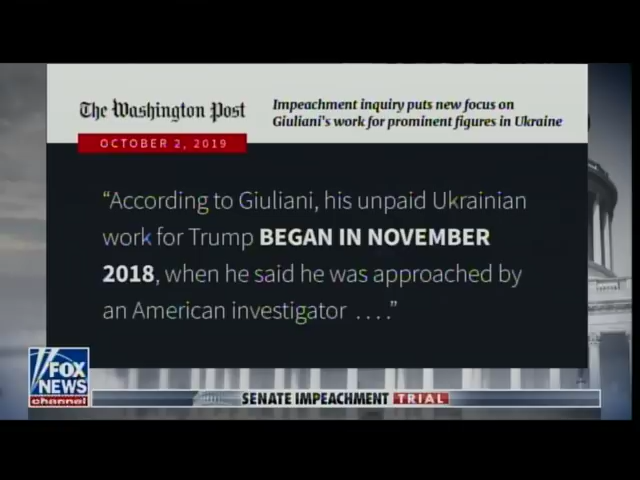 The Washington Post
OCTOBER 2, 2019
Impeachment inquiry puts new focus on
Giuliani's work for prominent figures in Ukraine
“According to Giuliani, his unpaid Ukrainian
work for Trump BEGAN IN NOVEMBER
2018, when he said he was approached by
an American investigator ....”
FOX
NEWS
channel
SENATE IMPEACHMENT TRIAL